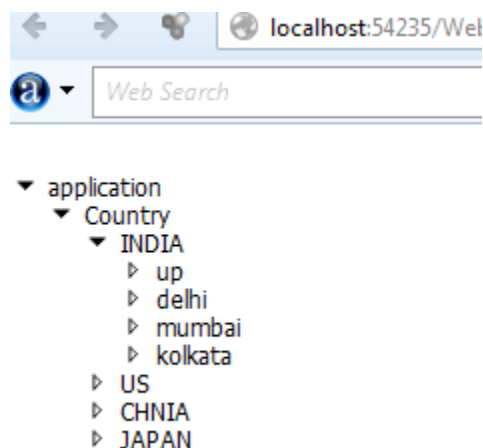 localhost:54235/Web
a Web Search
application
Country
INDIA
up
delhi
mumbai
kolkata
US
CHNIA
JAPAN